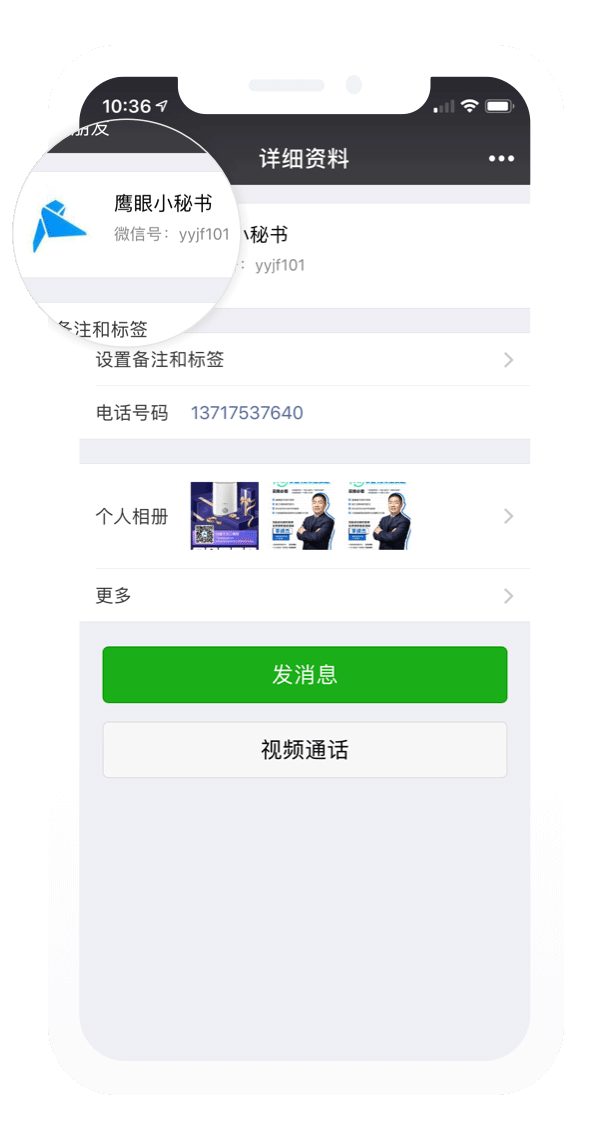 10:36
朋友
详细资料
鹰眼小秘书
微信号：yyjf101
小秘书
：yyjf101
备注和标签
设置备注和标签
电话号码 13717537640
个人相册
更多
发消息
视频通话